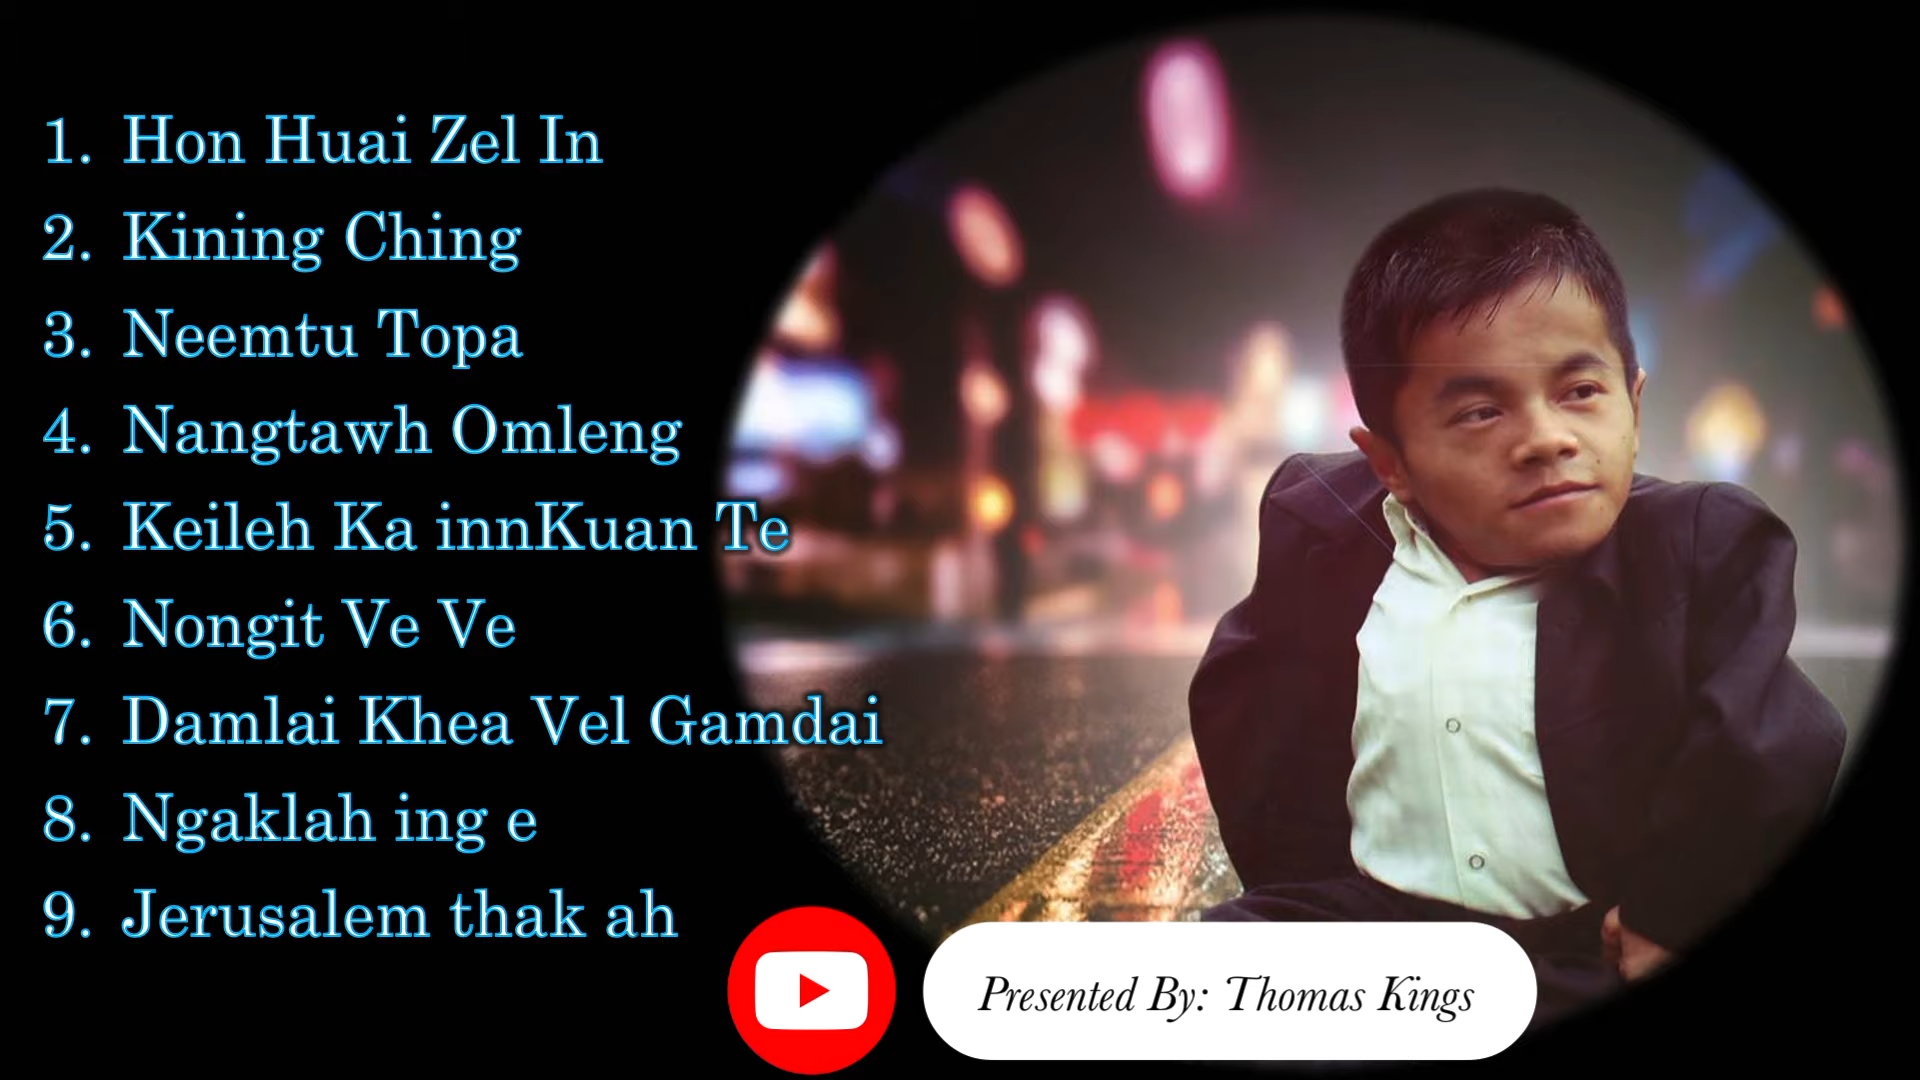 1. Hon Huai Zel In
2. Kining Ching
3. Neemtu Topa
4. Nangtawh Omleng
5. Keileh Ka innKuan Te
6. Nongit Ve Ve
7. Damlai Khea Vel Gamdai
8. Ngaklah ing e
9. Jerusalem thak ah
Presented By: Thomas Kings